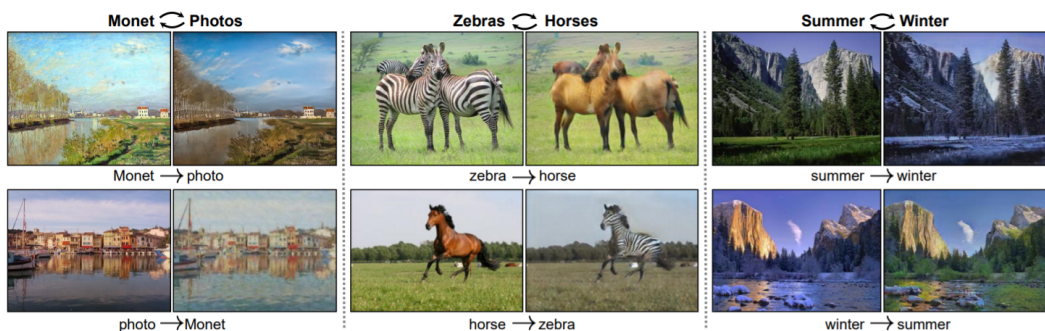 Monet Photos
Zebras Horses
Summer Winter
Monet → photo
zebra → horse
summer → winter
photo → Monet
horse → zebra
winter → summer